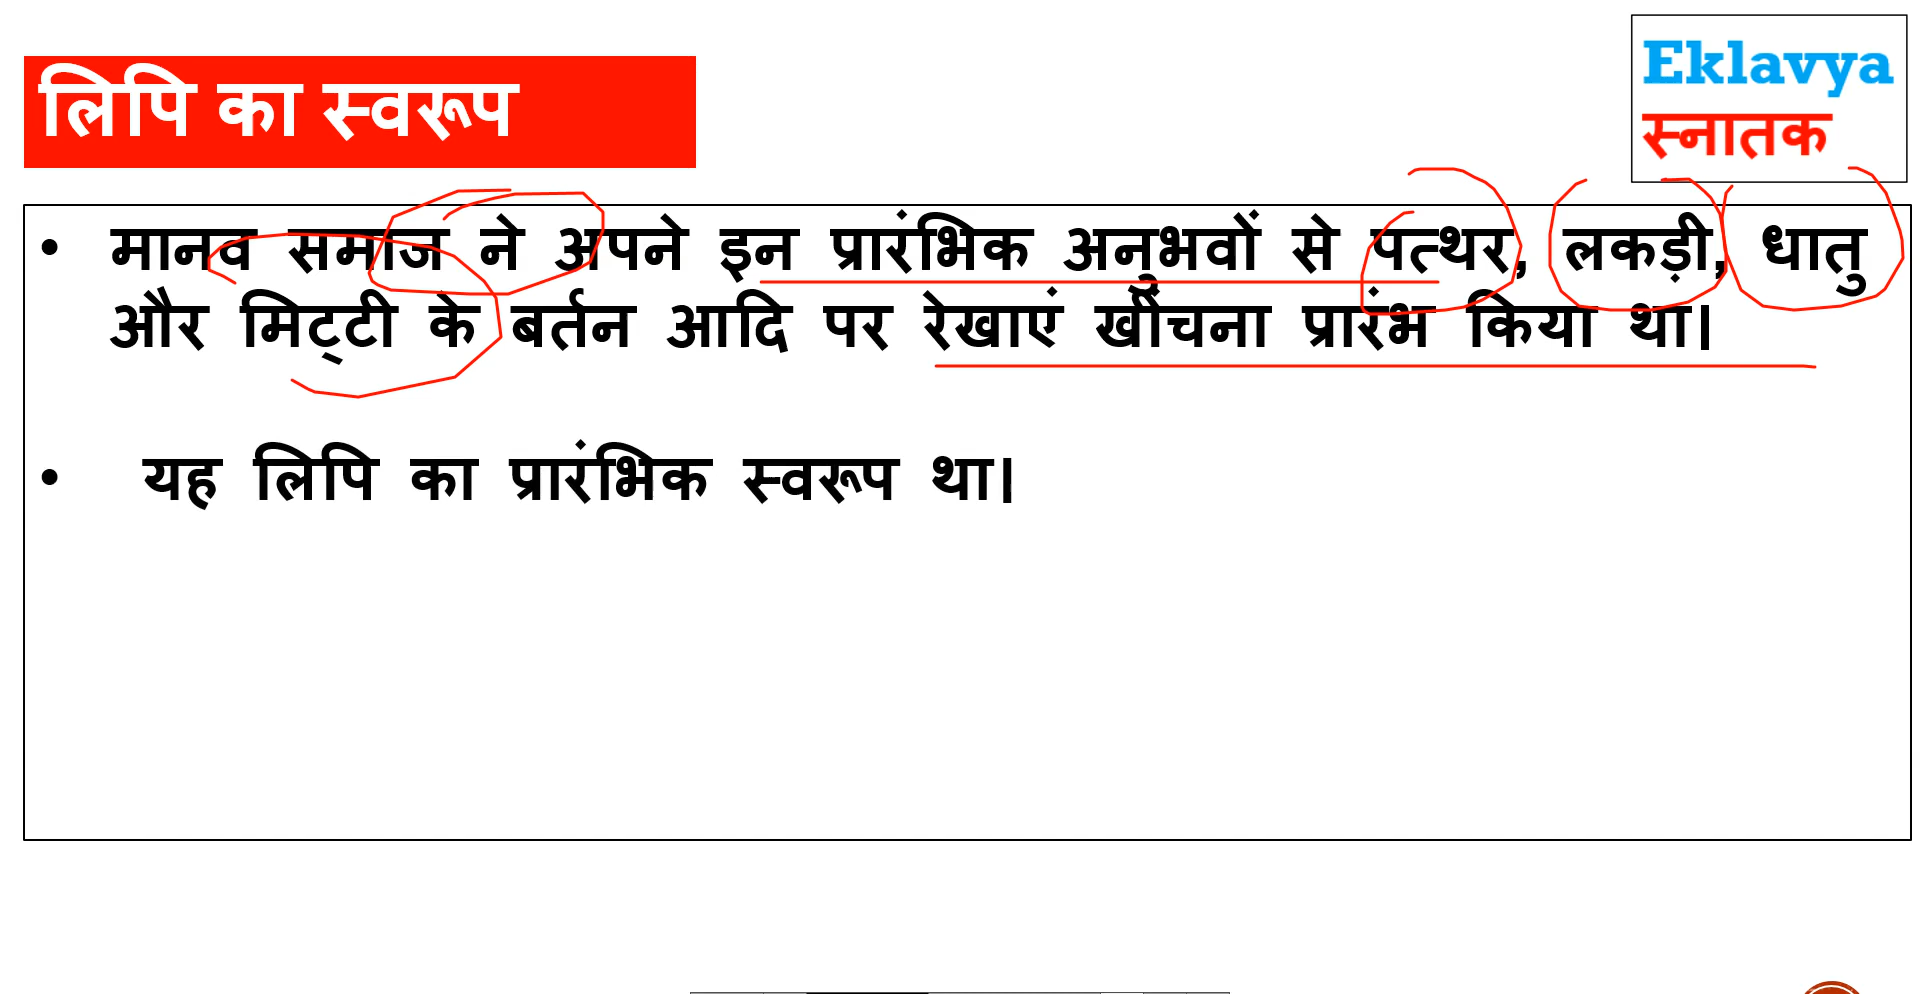 Eklavya
स्नातक
लिपि का स्वरूप
• मानव समाज ने अपने इन प्रारंभिक अनुभवों से पत्थर, लकड़ी, धातु
और मिट्टी के बर्तन आदि पर रेखाएं खींचना प्रारंभ किया था।
• यह लिपि का प्रारंभिक स्वरूप था।